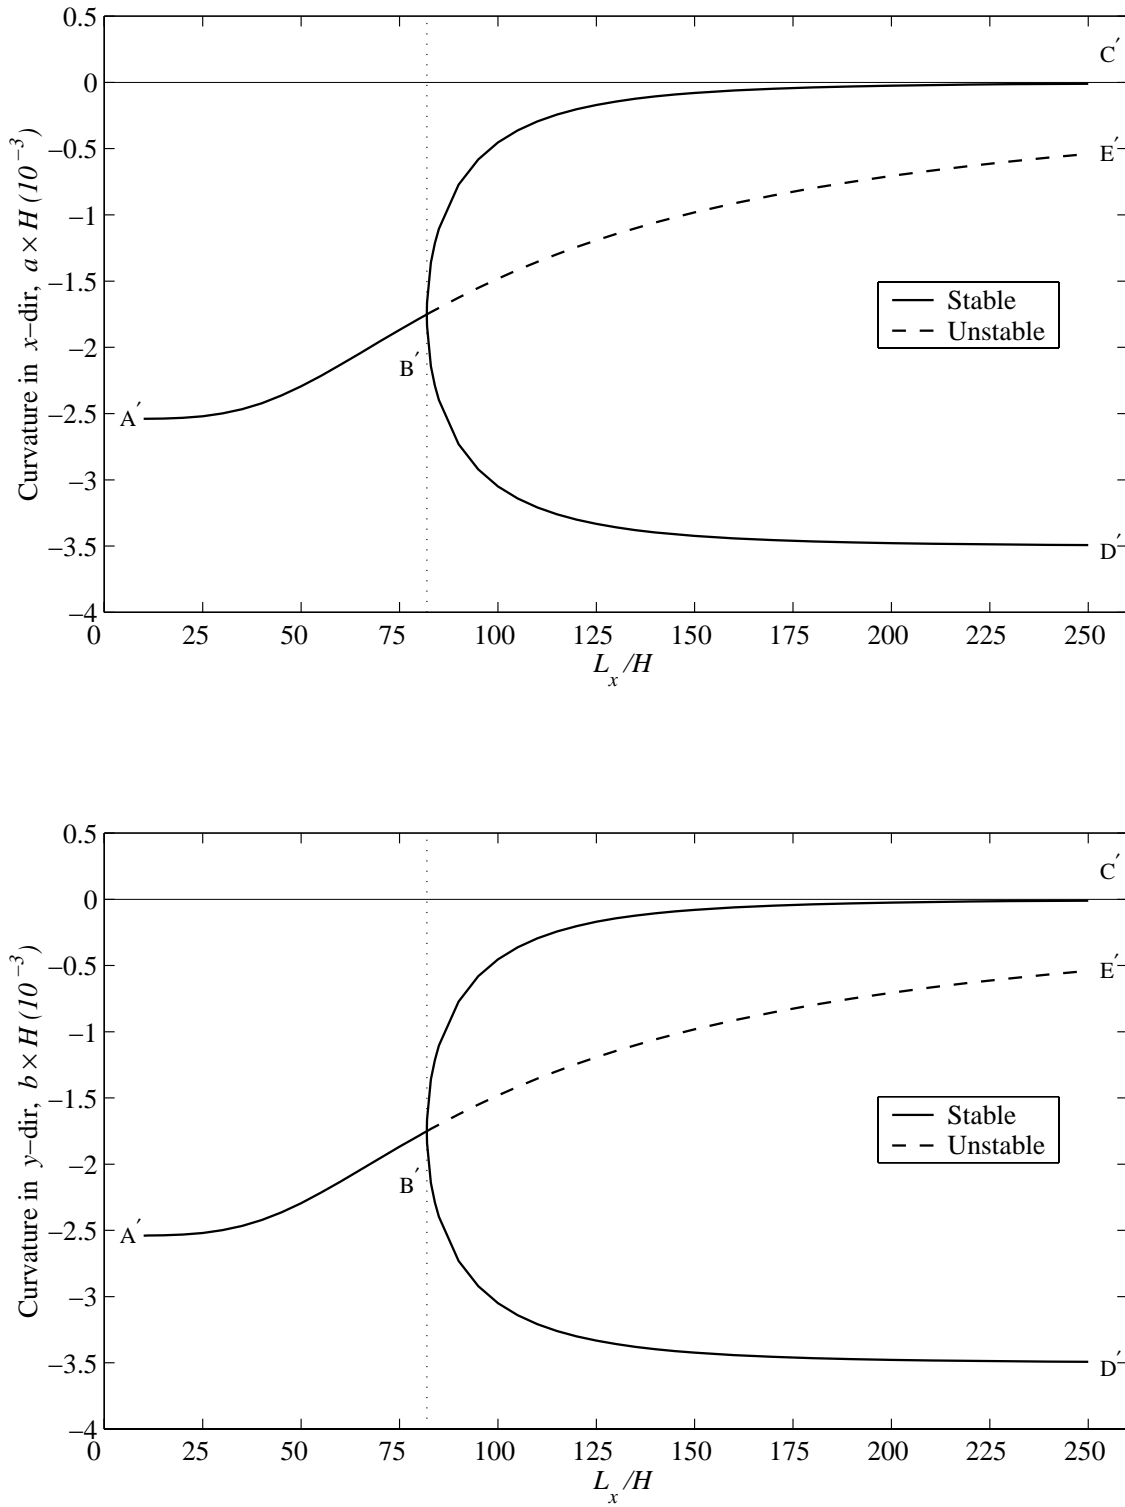 0.5
C′
0
−0.5
E′
−1
−1.5
Stable
Unstable
−2
B′
−2.5
A′
−3
−3.5
D′
−4
Curvature in x−dir, a × H (10⁻³)
0 25 50 75 100 125 150 175 200 225 250
Lₓ/H
0.5
C′
0
−0.5
E′
−1
−1.5
Stable
Unstable
−2
B′
−2.5
A′
−3
−3.5
D′
−4
Curvature in y−dir, b × H (10⁻³)
0 25 50 75 100 125 150 175 200 225 250
Lₓ/H